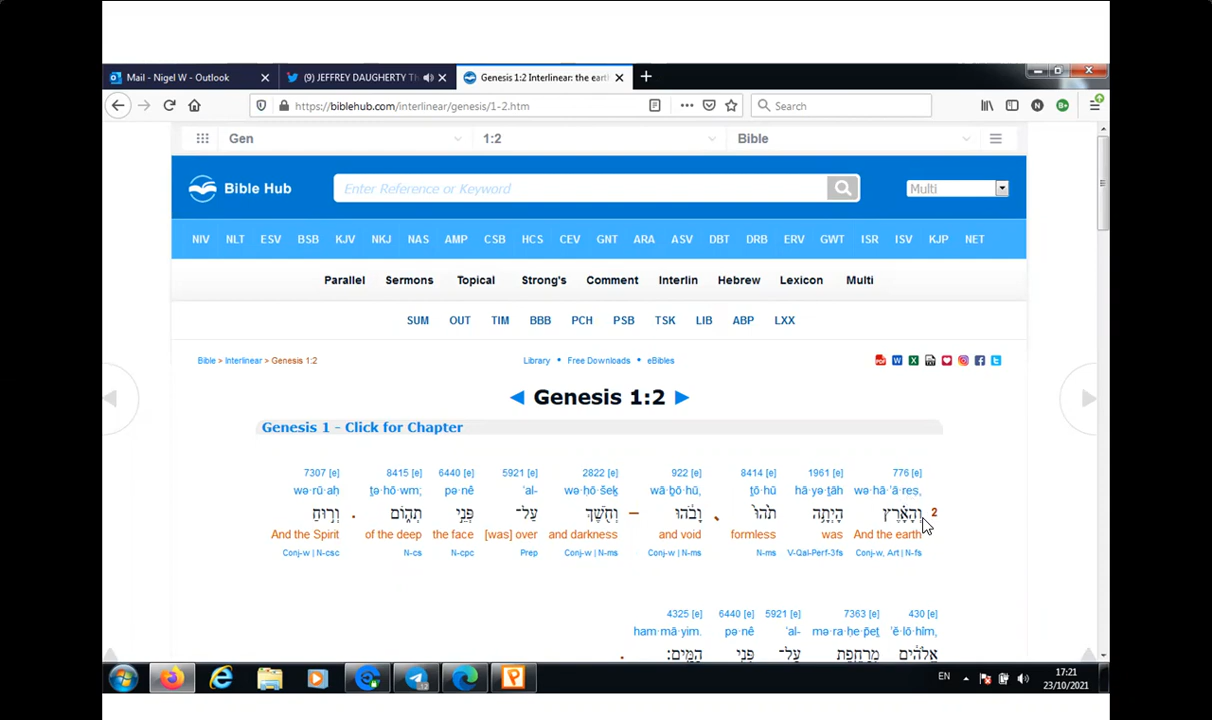 Mail - Nigel W - Outlook
(9) JEFFREY DAUGHERTY Th
Genesis 1:2 Interlinear: the eart
https://biblehub.com/interlinear/genesis/1-2.htm
Search
Gen 1:2 Bible
Bible Hub
Enter Reference or Keyword
Multi
NIV NLT ESV BSB KJV NKJ NAS AMP CSB HCS CEV GNT ARA ASV DBT DRB ERV GWT ISR ISV KJP NET
Parallel Sermons Topical Strong's Comment Interlin Hebrew Lexicon Multi
SUM OUT TIM BBB PCH PSB TSK LIB ABP LXX
Bible > Interlinear > Genesis 1:2
Library • Free Downloads • eBibles
◄ Genesis 1:2 ►
Genesis 1 - Click for Chapter
7307 [e] 8415 [e] 6440 [e] 5921 [e] 2822 [e] 922 [e] 8414 [e] 1961 [e] 776 [e]
wə·rū·aḥ tə·hō·wm; pə·nê ‘al- wə·ḥō·šeḵ wā·ḇō·hū, ṯō·hū hā·yə·ṯāh wə·hā·’ā·reṣ,
2 וְהָאָ֗רֶץ הָיְתָ֥ה תֹ֙הוּ֙ וָבֹ֔הוּ וְחֹ֖שֶׁךְ עַל־ פְּנֵ֣י תְה֑וֹם וְר֣וּחַ
And the Spirit of the deep the face [was] over and darkness and void formless was And the earth
Conj-w | N-csc N-cs N-cpc Prep Conj-w | N-ms Conj-w | N-ms N-ms V-Qal-Perf-3fs Conj-w, Art | N-fs
4325 [e] 6440 [e] 5921 [e] 7363 [e] 430 [e]
ham·mā·yim. pə·nê ‘al- mə·ra·ḥe·p̄eṯ ’ĕ·lō·hîm,
אֱלֹהִ֔ים מְרַחֶ֖פֶת עַל־ פְּנֵ֥י הַמָּֽיִם׃
EN
17:21
23/10/2021